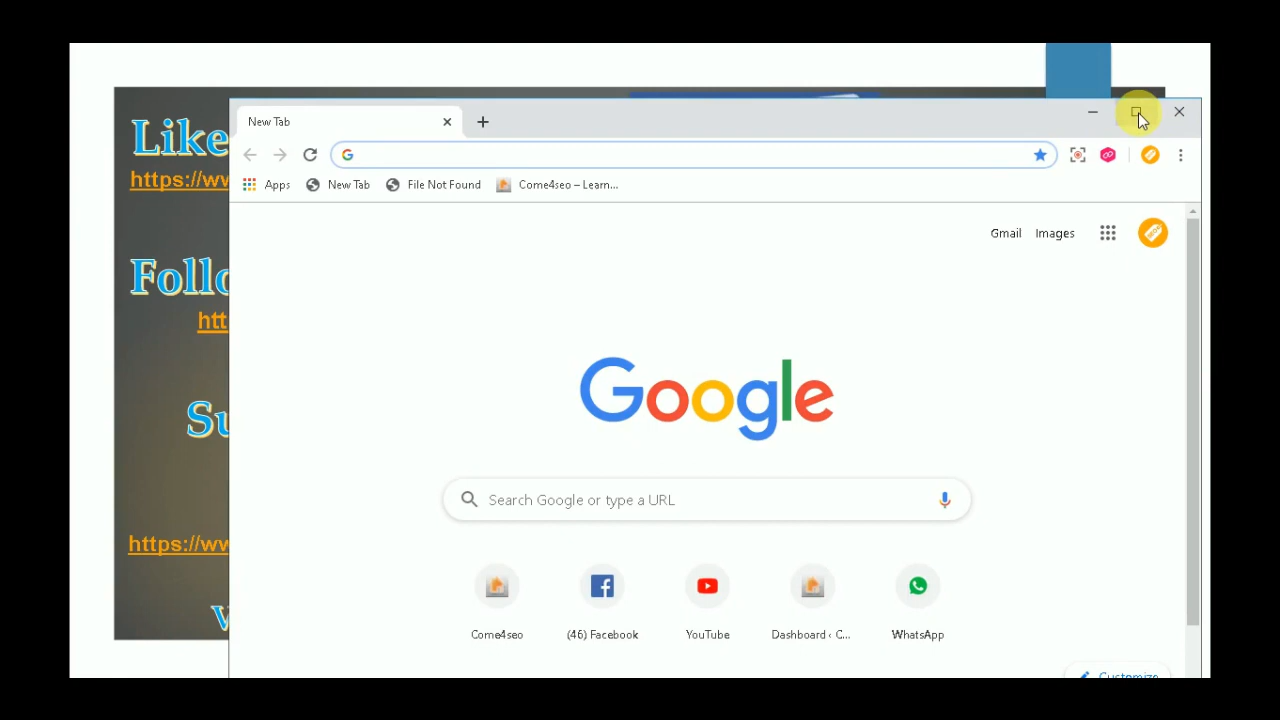 New Tab
Apps
New Tab
File Not Found
Come4seo – Learn...
Like
https://ww
Gmail
Images
Follo
htt
Google
Su
Search Google or type a URL
https://ww
Come4seo
(46) Facebook
YouTube
Dashboard ‹ C...
WhatsApp
Customize